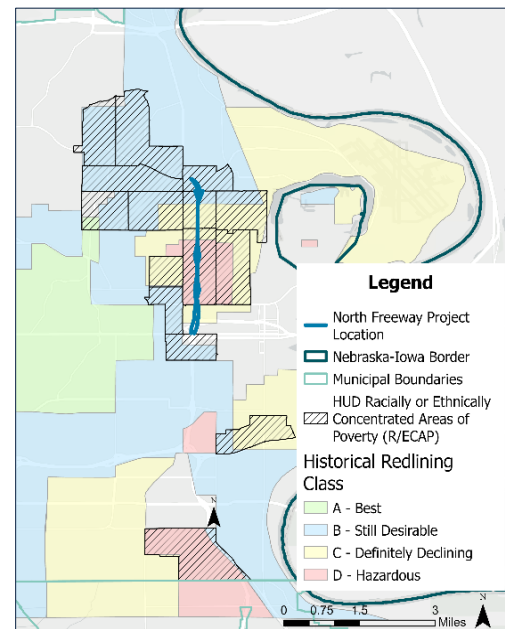 Legend
North Freeway Project
Location
Nebraska-Iowa Border
Municipal Boundaries
HUD Racially or Ethnically
Concentrated Areas of
Poverty (R/ECAP)
Historical Redlining
Class
A - Best
B - Still Desirable
C - Definitely Declining
D - Hazardous
N
0 0.75 1.5 3
Miles
N